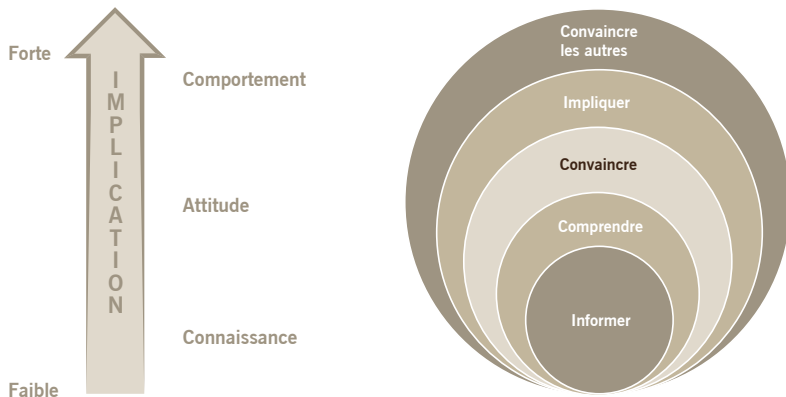 Forte
IMPLICATION
Comportement
Attitude
Connaissance
Faible
Convaincre
les autres
Impliquer
Convaincre
Comprendre
Informer